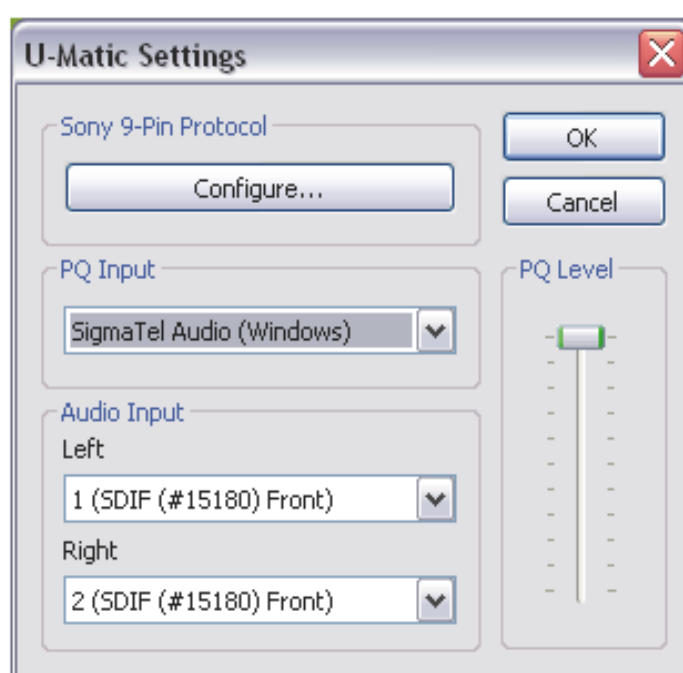 U-Matic Settings
Sony 9-Pin Protocol
Configure...
OK
Cancel
PQ Input
SigmaTel Audio (Windows)
PQ Level
Audio Input
Left
1 (SDIF (#15180) Front)
Right
2 (SDIF (#15180) Front)